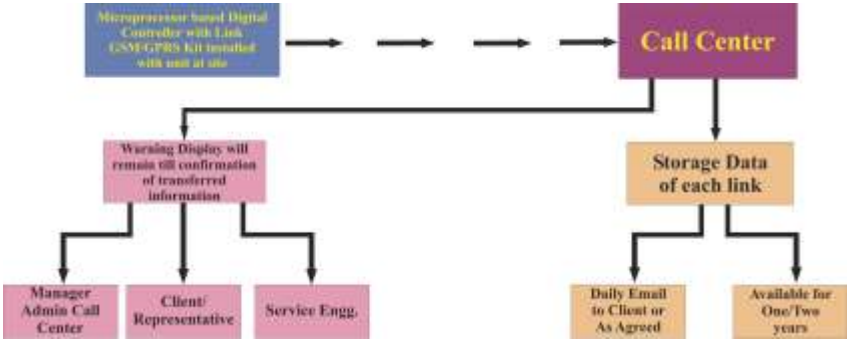 Microprocessor based Digital
Controller with Link
GSM/GPRS Kit installed
with unit at site
Call Center
Warning Display will
remain till confirmation
of transferred
information
Storage Data
of each link
Manager
Admin Call
Center
Client/
Representative
Service Engg.
Daily Email
to Client or
As Agreed
Available for
One/Two
years